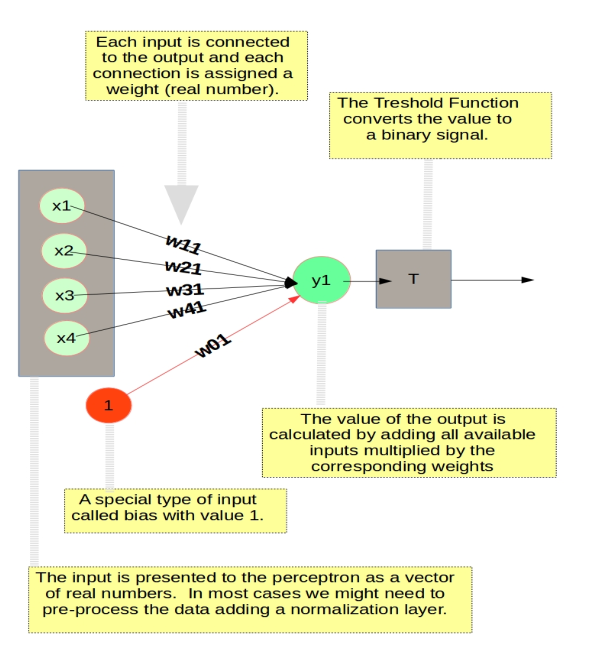 Each input is connected
to the output and each
connection is assigned a
weight (real number).
The Treshold Function
converts the value to
a binary signal.
x1
x2
x3
x4
w11
w21
w31
w41
w01
y1
T
1
The value of the output is
calculated by adding all available
inputs multiplied by the
corresponding weights
A special type of input
called bias with value 1.
The input is presented to the perceptron as a vector
of real numbers. In most cases we might need to
pre-process the data adding a normalization layer.